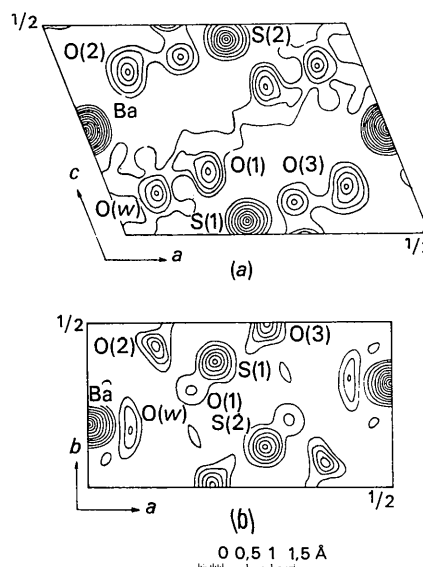 1/2
O(2)
S(2)
Ba
O(1)
O(3)
c
O(w)
S(1)
a
1/2
(a)
1/2
O(2)
O(3)
S(1)
Ba
O(1)
O(w)
S(2)
b
a
1/2
(b)
0 0,5 1 1,5 Å